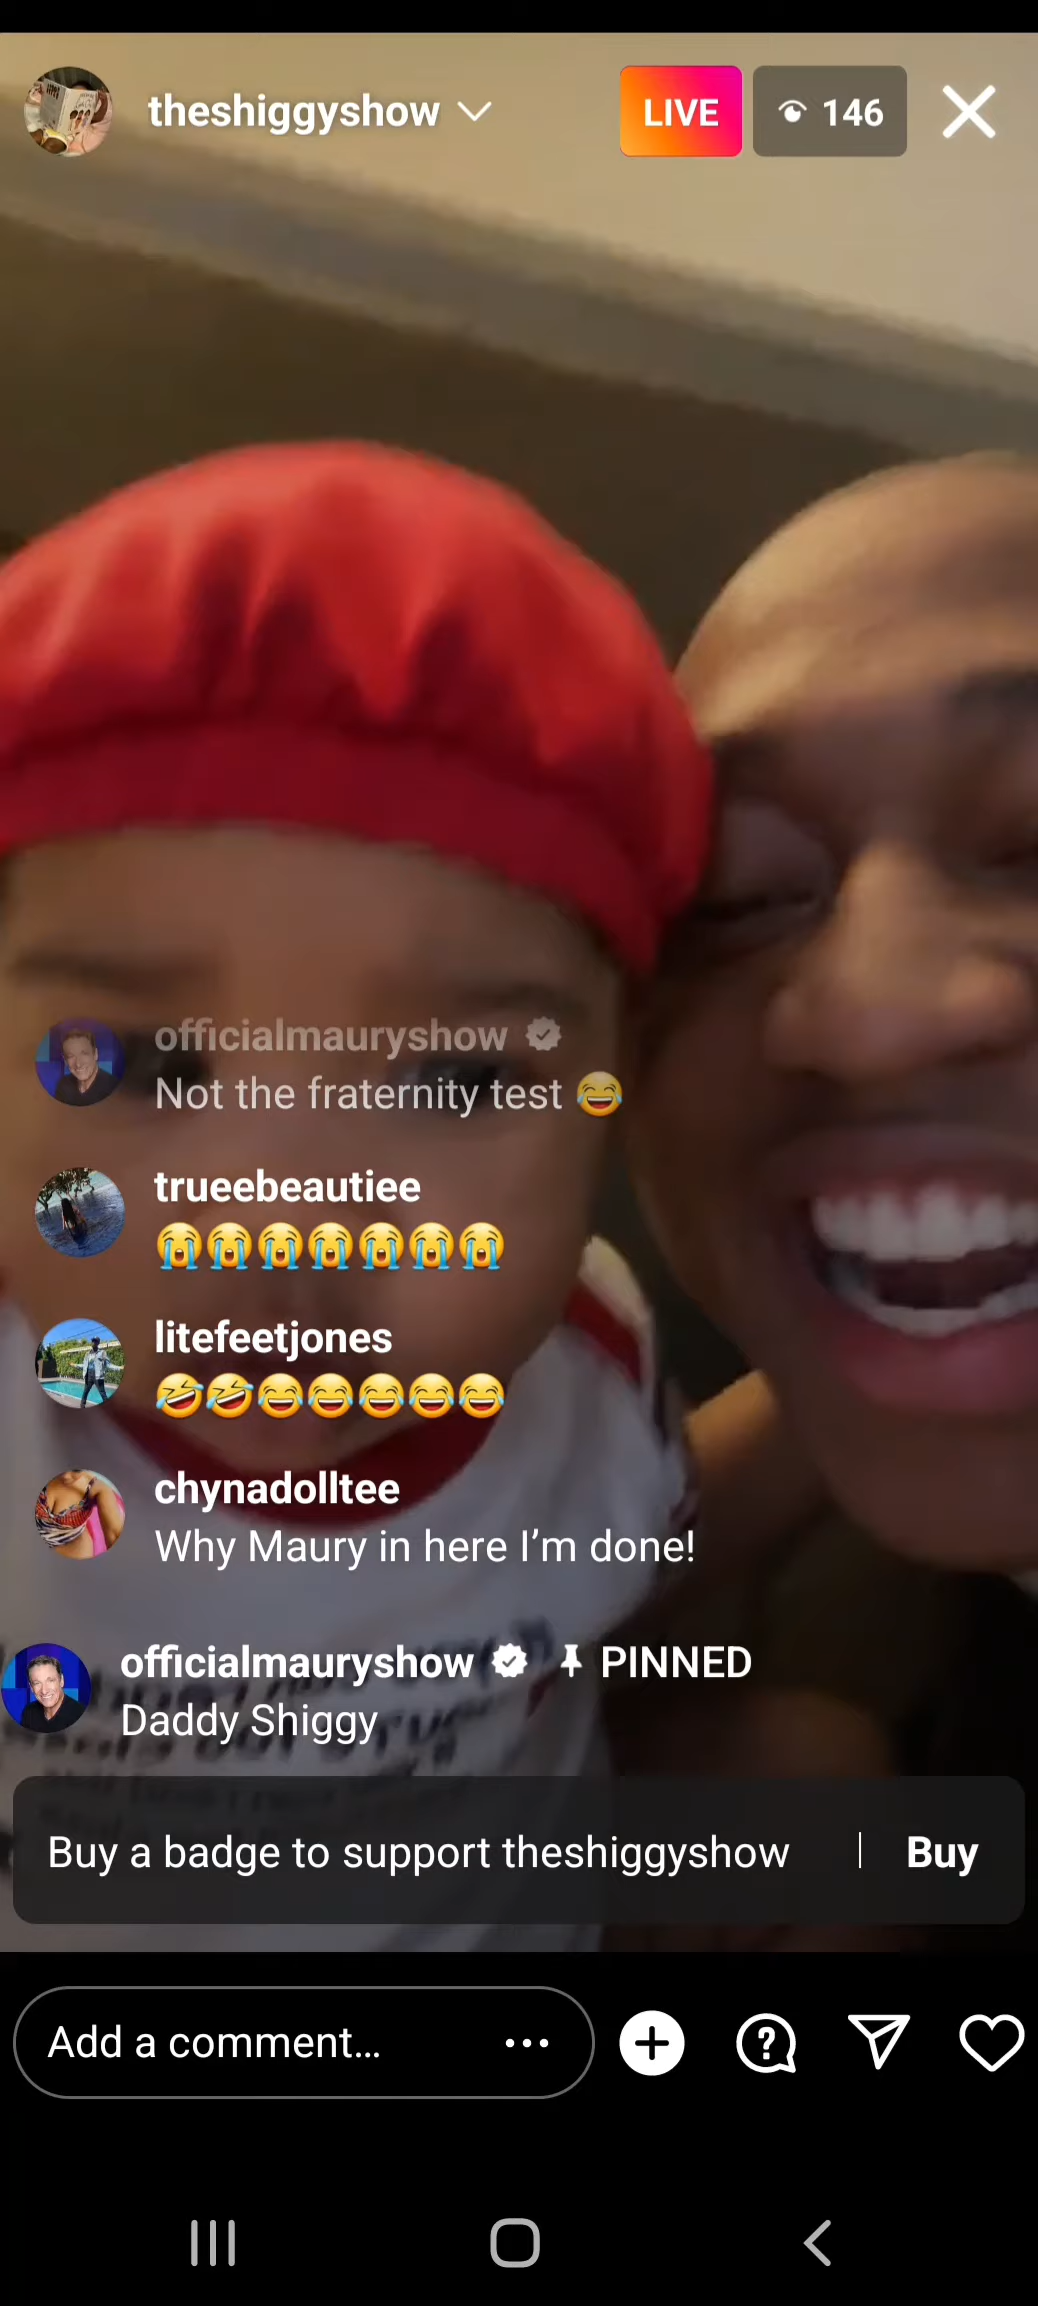 theshiggyshow
LIVE
146
officialmauryshow
Not the fraternity test 😂
trueebeautiee
😭😭😭😭😭😭😭
litefeetjones
🤣🤣😂😂😂😂😂
chynadolltee
Why Maury in here I’m done!
officialmauryshow PINNED
Daddy Shiggy
Buy a badge to support theshiggyshow | Buy
Add a comment...